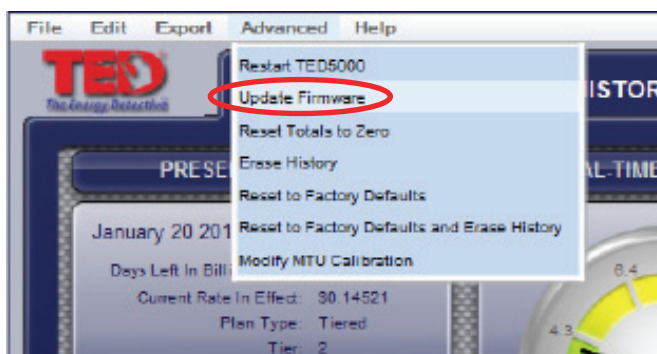 File Edit Export Advanced Help
TED
The Energy Detective
Restart TED5000
Update Firmware
Reset Totals to Zero
Erase History
Reset to Factory Defaults
Reset to Factory Defaults and Erase History
Modify MTU Calibration
HISTOR
PRESE
AL-TIME
January 20 201
Days Left In Billi
Current Rate In Effect: $0.14521
Plan Type: Tiered
Tier: 2
6.4
4.3